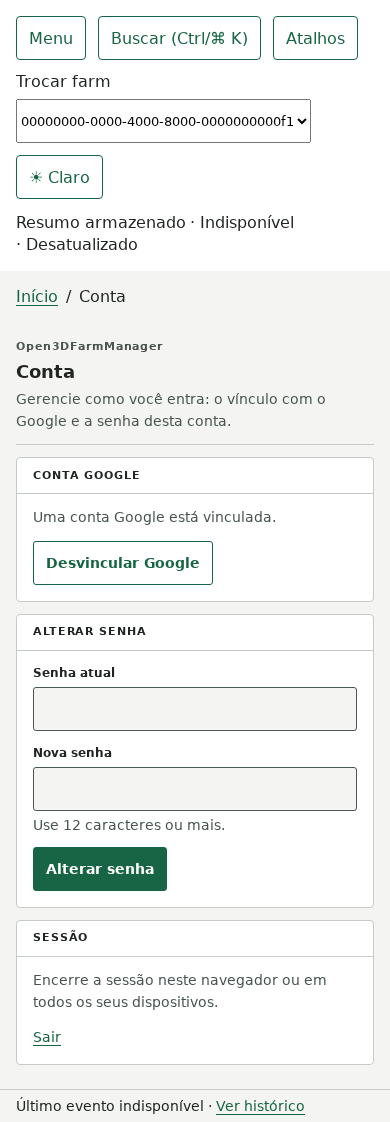 Menu
Buscar (Ctrl/⌘ K)
Atalhos
Trocar farm
00000000-0000-4000-8000-0000000000f1
☀ Claro
Resumo armazenado · Indisponível
· Desatualizado
Início / Conta
Open3DFarmManager
Conta
Gerencie como você entra: o vínculo com o
Google e a senha desta conta.
CONTA GOOGLE
Uma conta Google está vinculada.
Desvincular Google
ALTERAR SENHA
Senha atual
Nova senha
Use 12 caracteres ou mais.
Alterar senha
SESSÃO
Encerre a sessão neste navegador ou em
todos os seus dispositivos.
Sair
Último evento indisponível · Ver histórico